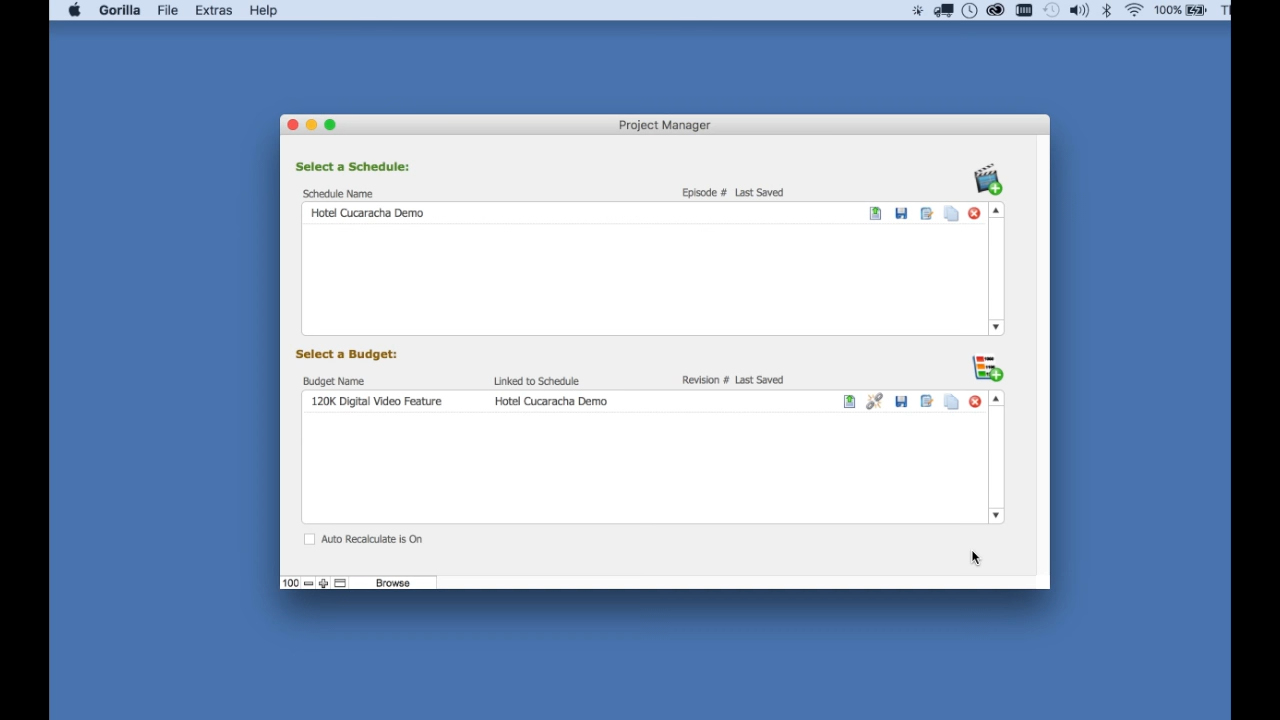 Gorilla File Extras Help 100%
Project Manager
Select a Schedule:
Schedule Name Episode # Last Saved
Hotel Cucaracha Demo
Select a Budget:
Budget Name Linked to Schedule Revision # Last Saved
120K Digital Video Feature Hotel Cucaracha Demo
Auto Recalculate is On
100 Browse